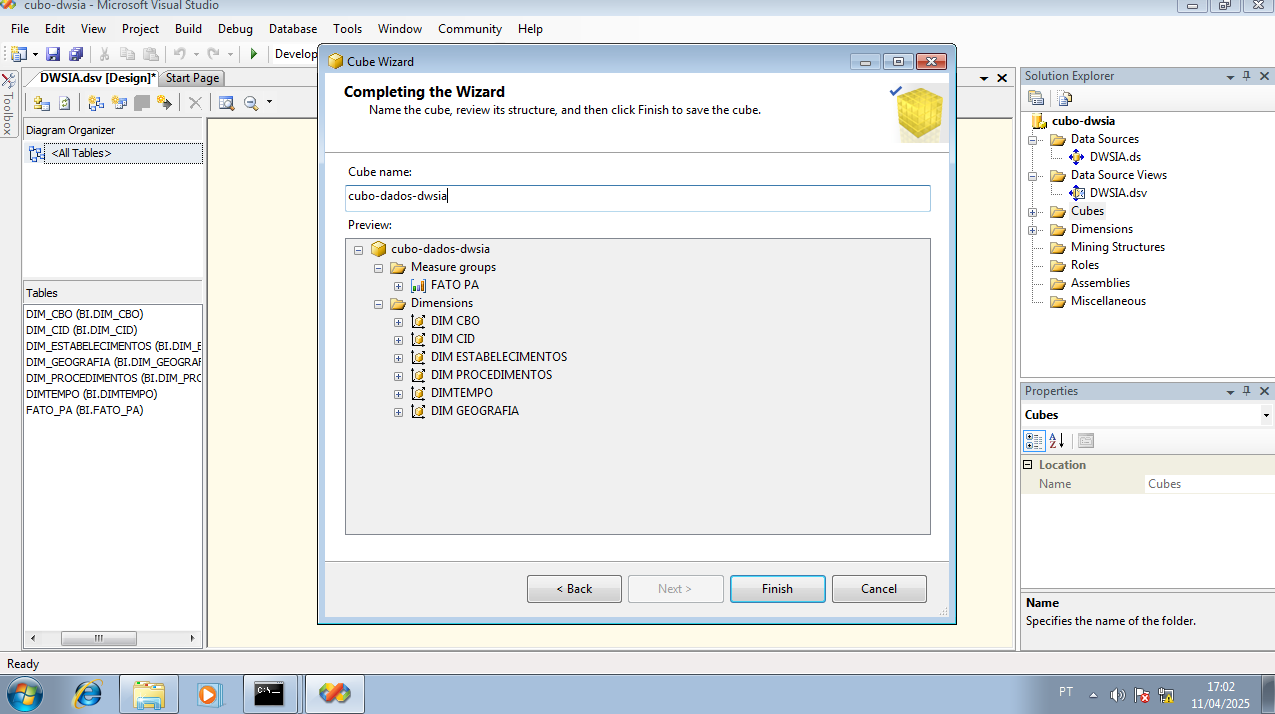 cubo-dwsia - Microsoft Visual Studio
File Edit View Project Build Debug Database Tools Window Community Help
Develop
DWSIA.dsv [Design]* Start Page
Toolbox
Diagram Organizer
<All Tables>
Tables
DIM_CBO (BI.DIM_CBO)
DIM_CID (BI.DIM_CID)
DIM_ESTABELECIMENTOS (BI.DIM_E
DIM_GEOGRAFIA (BI.DIM_GEOGRAF
DIM_PROCEDIMENTOS (BI.DIM_PRC
DIMTEMPO (BI.DIMTEMPO)
FATO_PA (BI.FATO_PA)
Cube Wizard
Completing the Wizard
Name the cube, review its structure, and then click Finish to save the cube.
Cube name:
cubo-dados-dwsia
Preview:
cubo-dados-dwsia
Measure groups
FATO PA
Dimensions
DIM CBO
DIM CID
DIM ESTABELECIMENTOS
DIM PROCEDIMENTOS
DIMTEMPO
DIM GEOGRAFIA
< Back Next > Finish Cancel
Solution Explorer
cubo-dwsia
Data Sources
DWSIA.ds
Data Source Views
DWSIA.dsv
Cubes
Dimensions
Mining Structures
Roles
Assemblies
Miscellaneous
Properties
Cubes
Location
Name Cubes
Name
Specifies the name of the folder.
Ready
PT
17:02
11/04/2025